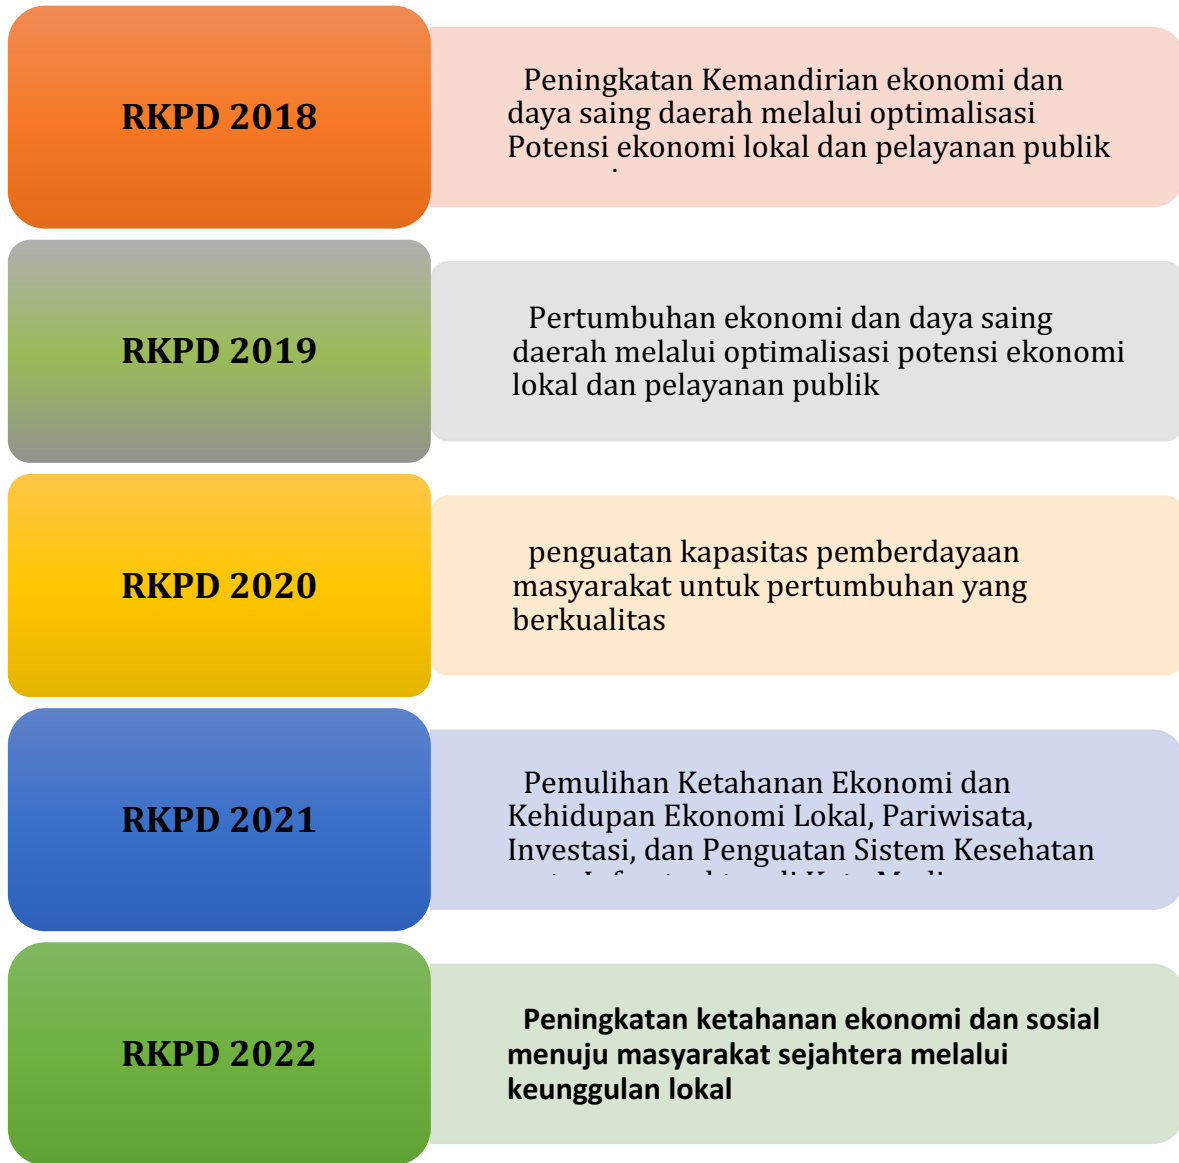 RKPD 2018
Peningkatan Kemandirian ekonomi dan
daya saing daerah melalui optimalisasi
Potensi ekonomi lokal dan pelayanan publik
RKPD 2019
Pertumbuhan ekonomi dan daya saing
daerah melalui optimalisasi potensi ekonomi
lokal dan pelayanan publik
RKPD 2020
penguatan kapasitas pemberdayaan
masyarakat untuk pertumbuhan yang
berkualitas
RKPD 2021
Pemulihan Ketahanan Ekonomi dan
Kehidupan Ekonomi Lokal, Pariwisata,
Investasi, dan Penguatan Sistem Kesehatan
RKPD 2022
Peningkatan ketahanan ekonomi dan sosial
menuju masyarakat sejahtera melalui
keunggulan lokal